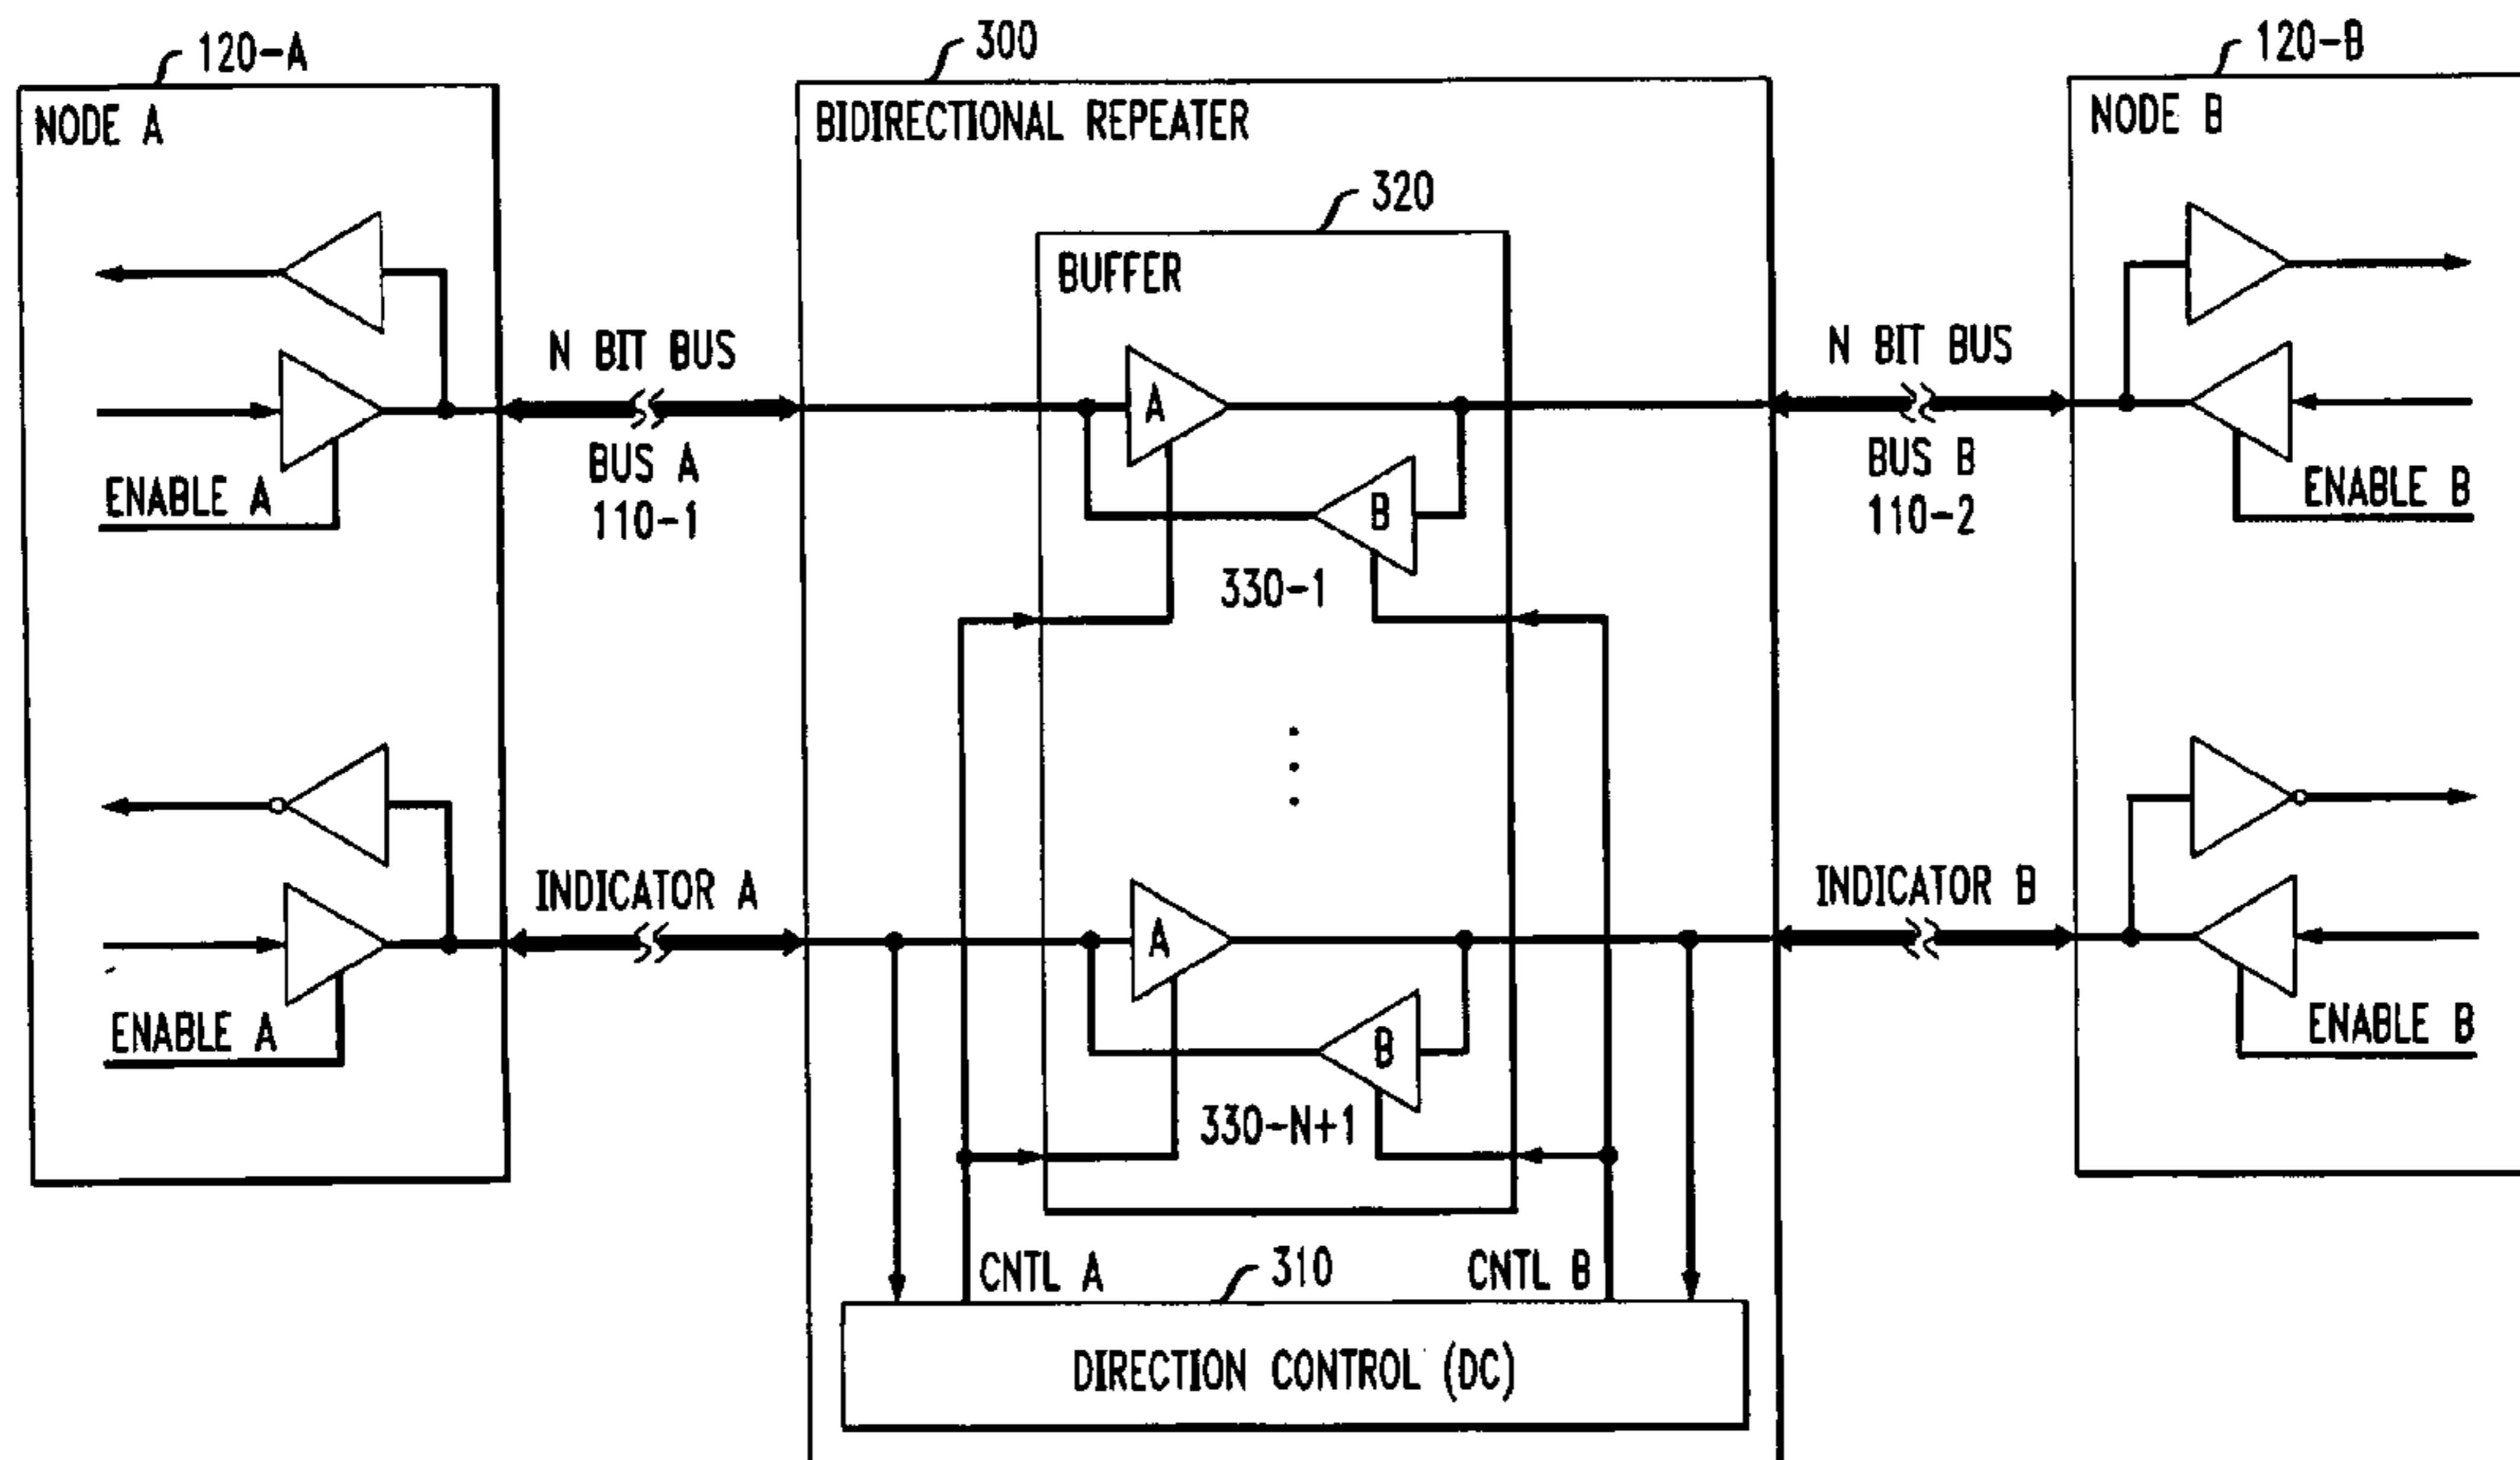 120-A
300
120-B
NODE A
BIDIRECTIONAL REPEATER
NODE B
320
BUFFER
N BIT BUS
N BIT BUS
A
BUS A
110-1
BUS B
110-2
ENABLE A
B
ENABLE B
330-1
INDICATOR A
INDICATOR B
A
ENABLE A
B
ENABLE B
330-N+1
CNTL A
310
CNTL B
DIRECTION CONTROL (DC)